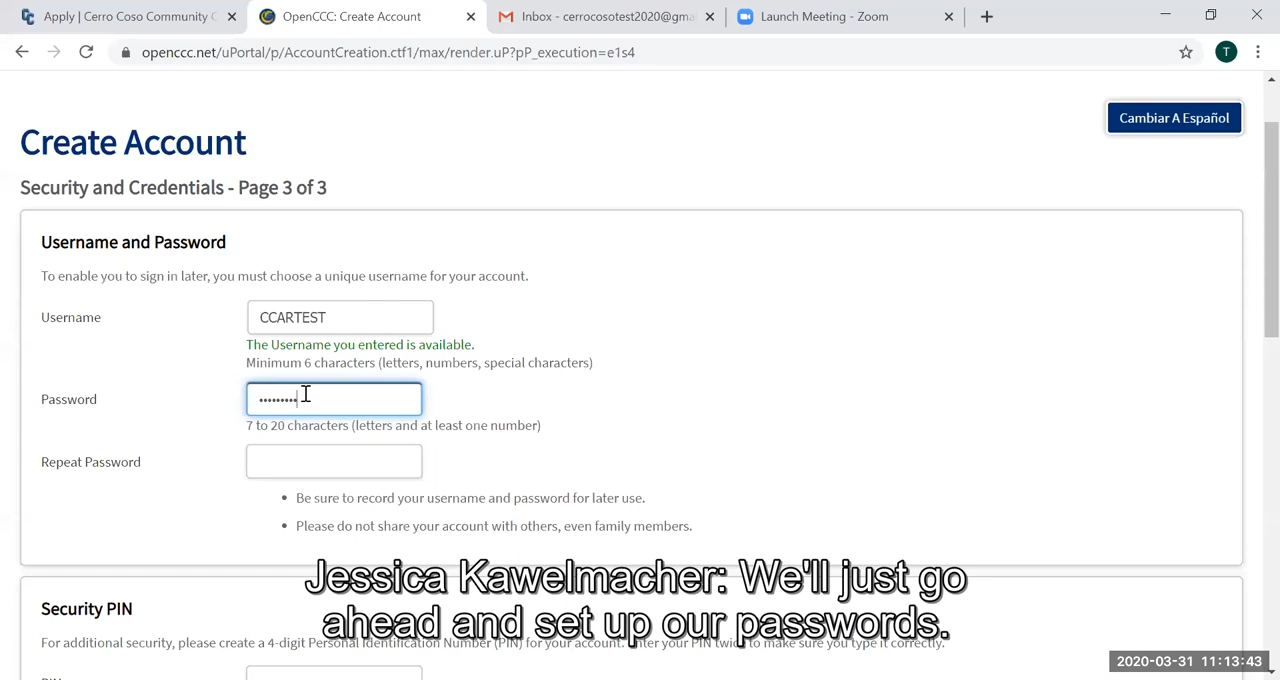 Apply | Cerro Coso Community C
OpenCCC: Create Account
Inbox - cerrocosotest2020@gma
Launch Meeting - Zoom
openccc.net/uPortal/p/AccountCreation.ctf1/max/render.uP?pP_execution=e1s4
T
Cambiar A Español
Create Account
Security and Credentials - Page 3 of 3
Username and Password
To enable you to sign in later, you must choose a unique username for your account.
Username
CCARTEST
The Username you entered is available.
Minimum 6 characters (letters, numbers, special characters)
Password
•••••••••
7 to 20 characters (letters and at least one number)
Repeat Password
• Be sure to record your username and password for later use.
• Please do not share your account with others, even family members.
Jessica Kawelmacher: We'll just go
ahead and set up our passwords.
Security PIN
For additional security, please create a 4-digit Personal Identification Number (PIN) for your account. Enter your PIN twice to make sure you type it correctly.
2020-03-31 11:13:43